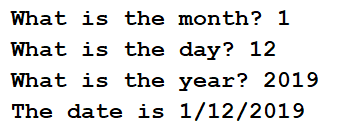 What is the month? 1
What is the day? 12
What is the year? 2019
The date is 1/12/2019